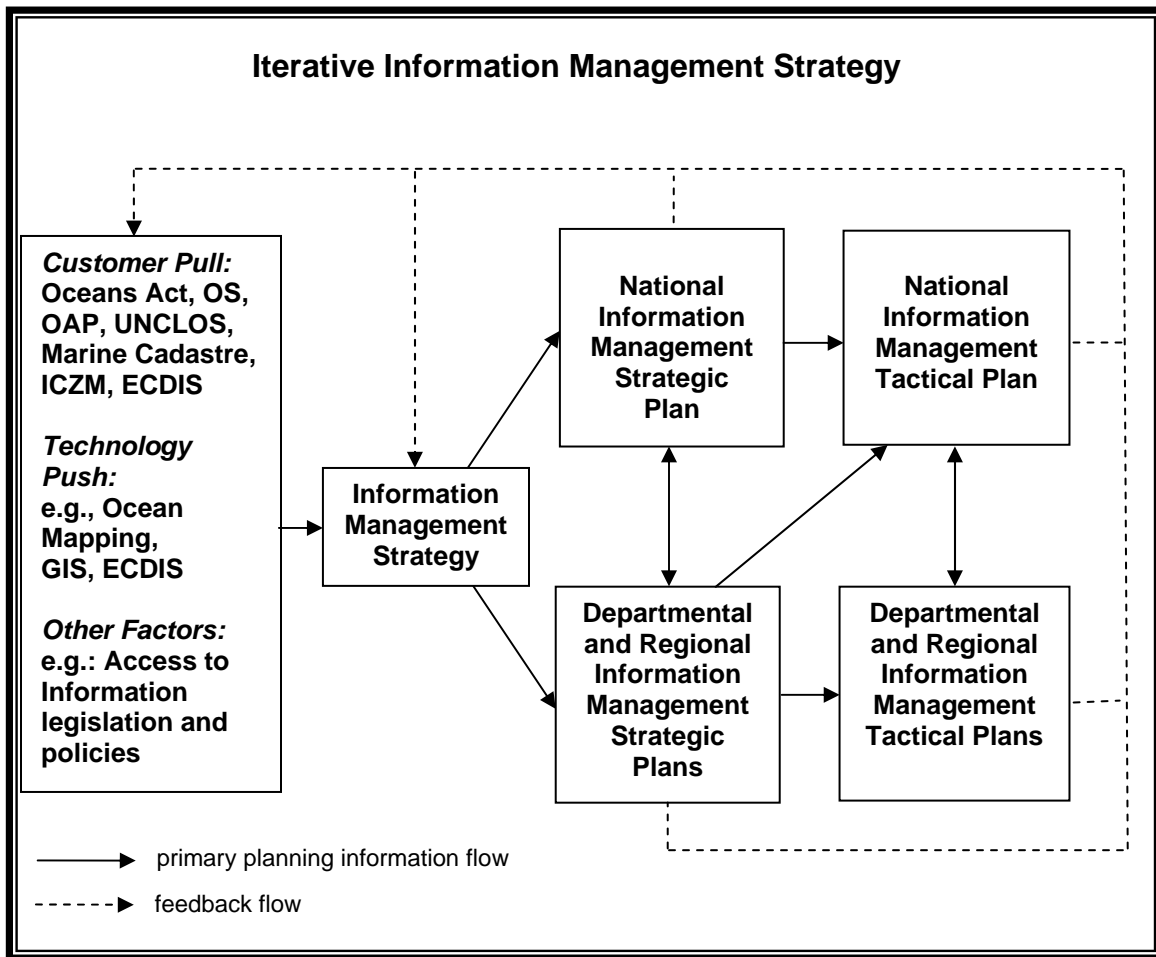 Iterative Information Management Strategy
Customer Pull:
Oceans Act, OS,
OAP, UNCLOS,
Marine Cadastre,
ICZM, ECDIS
Technology
Push:
e.g., Ocean
Mapping,
GIS, ECDIS
Other Factors:
e.g.: Access to
Information
legislation and
policies
Information
Management
Strategy
National
Information
Management
Strategic
Plan
National
Information
Management
Tactical Plan
Departmental
and Regional
Information
Management
Strategic
Plans
Departmental
and Regional
Information
Management
Tactical Plans
primary planning information flow
feedback flow